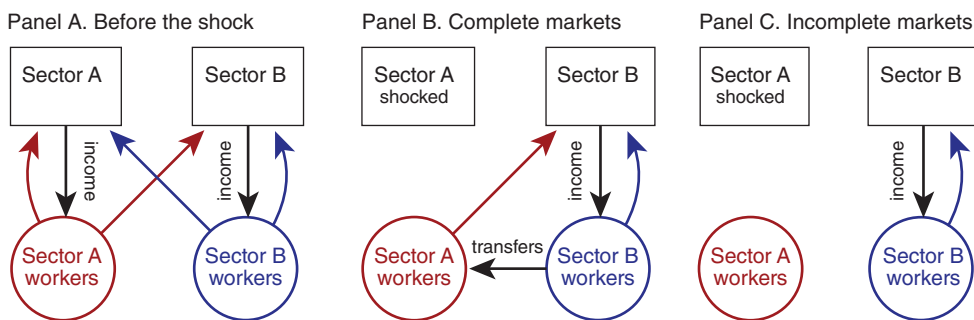 Panel A. Before the shock
Sector A
Sector B
income
income
Sector A
workers
Sector B
workers
Panel B. Complete markets
Sector A
shocked
Sector B
income
transfers
Sector A
workers
Sector B
workers
Panel C. Incomplete markets
Sector A
shocked
Sector B
income
Sector A
workers
Sector B
workers